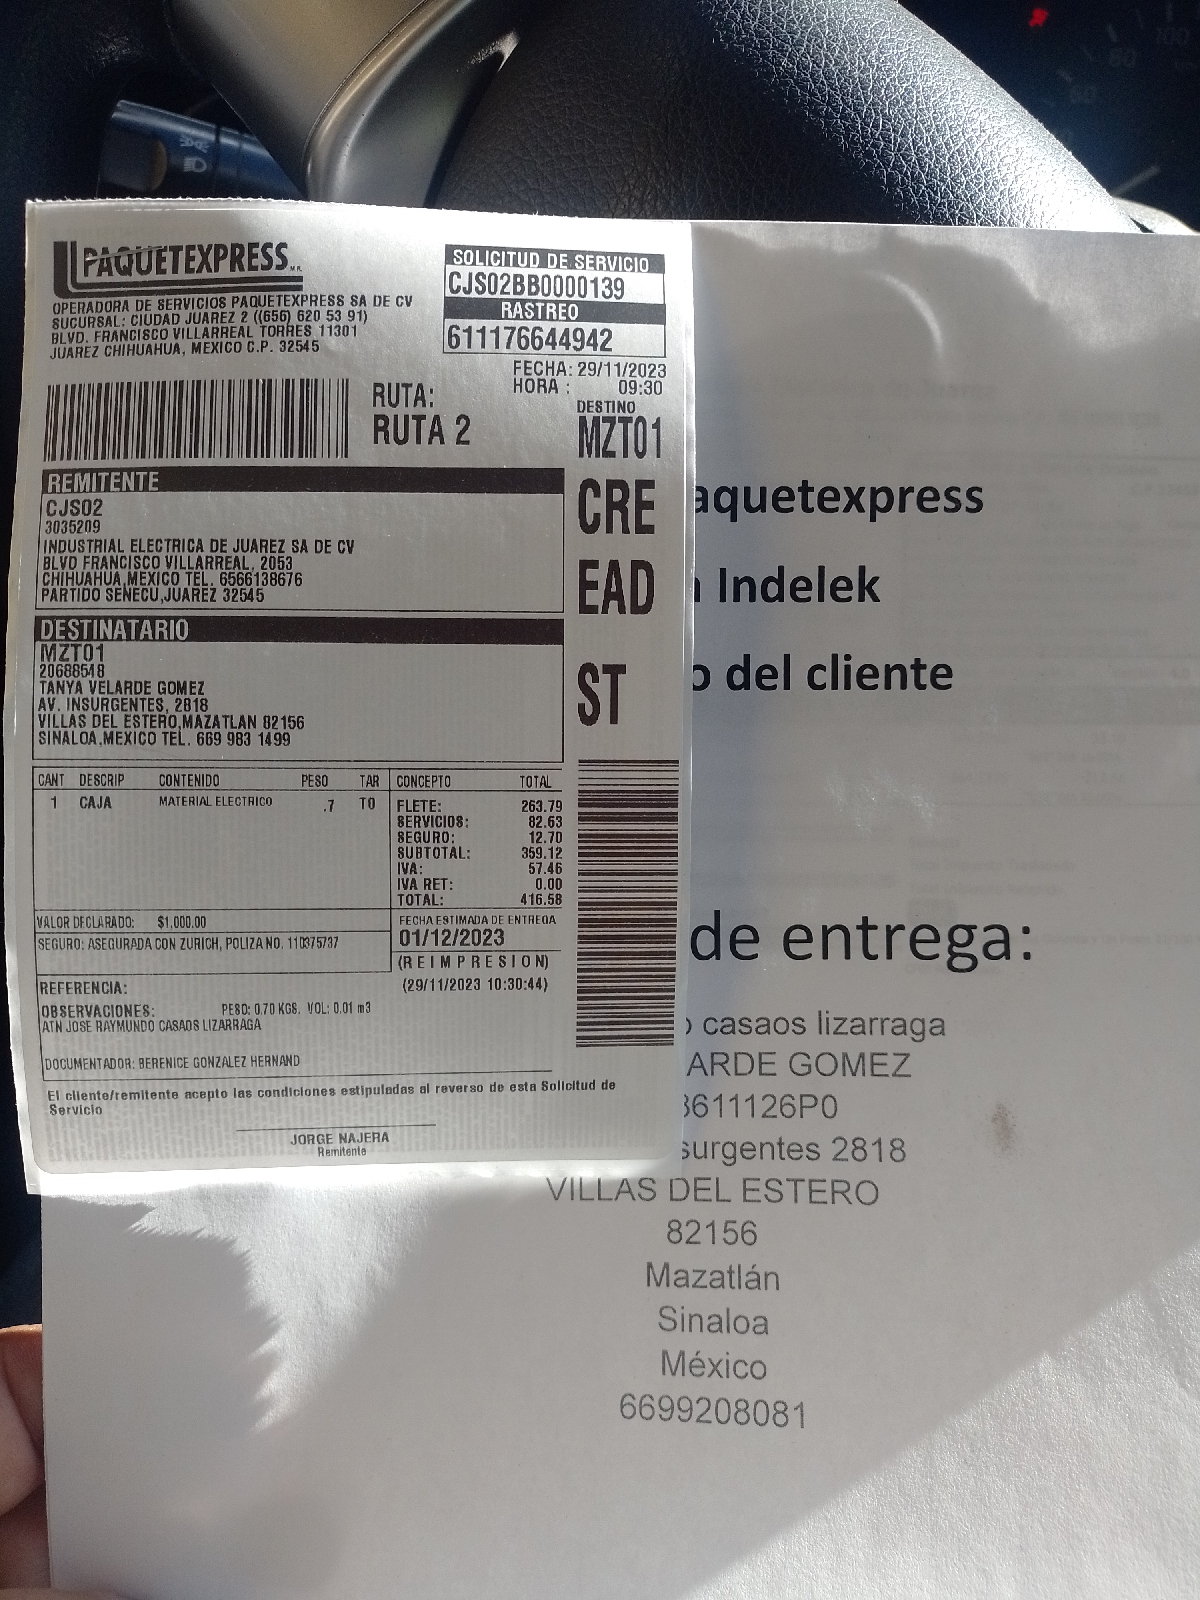 PAQUETEXPRESS M.R.
OPERADORA DE SERVICIOS PAQUETEXPRESS SA DE CV
SUCURSAL: CIUDAD JUAREZ 2 ((656) 620 53 91)
BLVD. FRANCISCO VILLARREAL TORRES 11301
JUAREZ CHIHUAHUA, MEXICO C.P. 32545
SOLICITUD DE SERVICIO
CJS02BB0000139
RASTREO
611176644942
FECHA: 29/11/2023
HORA : 09:30
RUTA:
RUTA 2
DESTINO
MZT01
CRE
EAD
ST
REMITENTE
CJS02
3035209
INDUSTRIAL ELECTRICA DE JUAREZ SA DE CV
BLVD FRANCISCO VILLARREAL, 2053
CHIHUAHUA,MEXICO TEL. 6566138676
PARTIDO SENECU,JUAREZ 32545
DESTINATARIO
MZT01
20688548
TANYA VELARDE GOMEZ
AV. INSURGENTES, 2818
VILLAS DEL ESTERO,MAZATLAN 82156
SINALOA,MEXICO TEL. 669 983 1499
CANT DESCRIP CONTENIDO PESO TAR CONCEPTO TOTAL
1 CAJA MATERIAL ELECTRICO .7 T0
FLETE: 263.79
SERVICIOS: 82.63
SEGURO: 12.70
SUBTOTAL: 359.12
IVA: 57.46
IVA RET: 0.00
TOTAL: 416.58
VALOR DECLARADO: $1,000.00
SEGURO: ASEGURADA CON ZURICH, POLIZA NO. 110375737
FECHA ESTIMADA DE ENTREGA
01/12/2023
(REIMPRESION)
(29/11/2023 10:30:44)
REFERENCIA:
OBSERVACIONES: PESO: 0.70 KGS. VOL: 0.01 m3
ATN JOSE RAYMUNDO CASAOS LIZARRAGA
DOCUMENTADOR: BERENICE GONZALEZ HERNAND
El cliente/remitente acepto las condiciones estipuladas al reverso de esta Solicitud de
Servicio
JORGE NAJERA
Remitente
aquetexpress
Indelek
o del cliente
de entrega:
casaos lizarraga
ARDE GOMEZ
611126P0
surgentes 2818
VILLAS DEL ESTERO
82156
Mazatlán
Sinaloa
México
6699208081